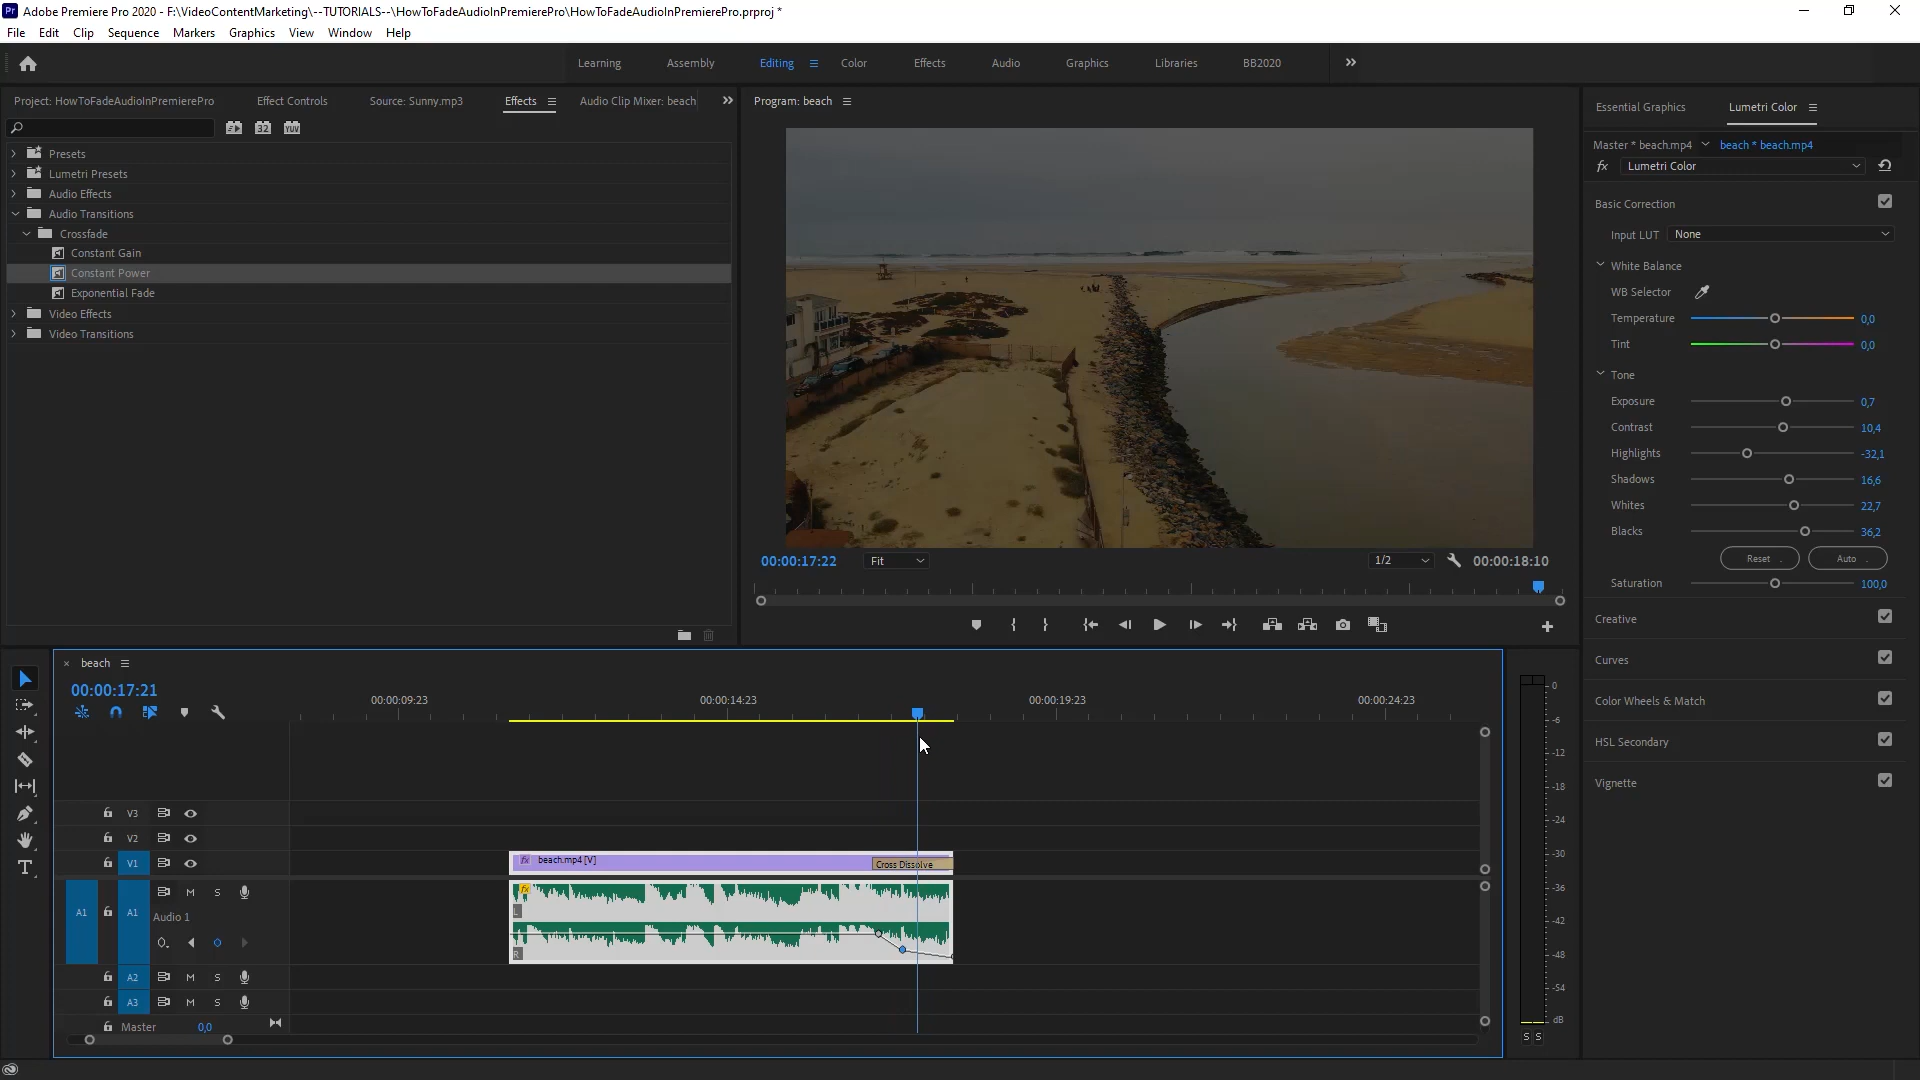 Adobe Premiere Pro 2020 - F:\VideoContentMarketing\--TUTORIALS--\HowToFadeAudioInPremierePro\HowToFadeAudioInPremierePro.prproj *
File Edit Clip Sequence Markers Graphics View Window Help
Learning Assembly Editing Color Effects Audio Graphics Libraries BB2020
Project: HowToFadeAudioInPremierePro Effect Controls Source: Sunny.mp3 Effects Audio Clip Mixer: beach
32 YUV
Presets
Lumetri Presets
Audio Effects
Audio Transitions
Crossfade
Constant Gain
Constant Power
Exponential Fade
Video Effects
Video Transitions
Program: beach
00:00:17:22 Fit 1/2 00:00:18:10
Essential Graphics Lumetri Color
Master * beach.mp4 beach * beach.mp4
fx Lumetri Color
Basic Correction
Input LUT None
White Balance
WB Selector
Temperature 0,0
Tint 0,0
Tone
Exposure 0,7
Contrast 10,4
Highlights -32,1
Shadows 16,6
Whites 22,7
Blacks 36,2
Reset Auto
Saturation 100,0
Creative
Curves
Color Wheels & Match
HSL Secondary
Vignette
× beach
00:00:17:21
00:00:09:23 00:00:14:23 00:00:19:23 00:00:24:23
V3
V2
V1
fx beach.mp4 [V] Cross Dissolve
A1 A1 M S
Audio 1
fx
L
R
A2 M S
A3 M S
Master 0,0
0
-6
-12
-18
-24
-30
-36
-42
-48
-54
dB
S S